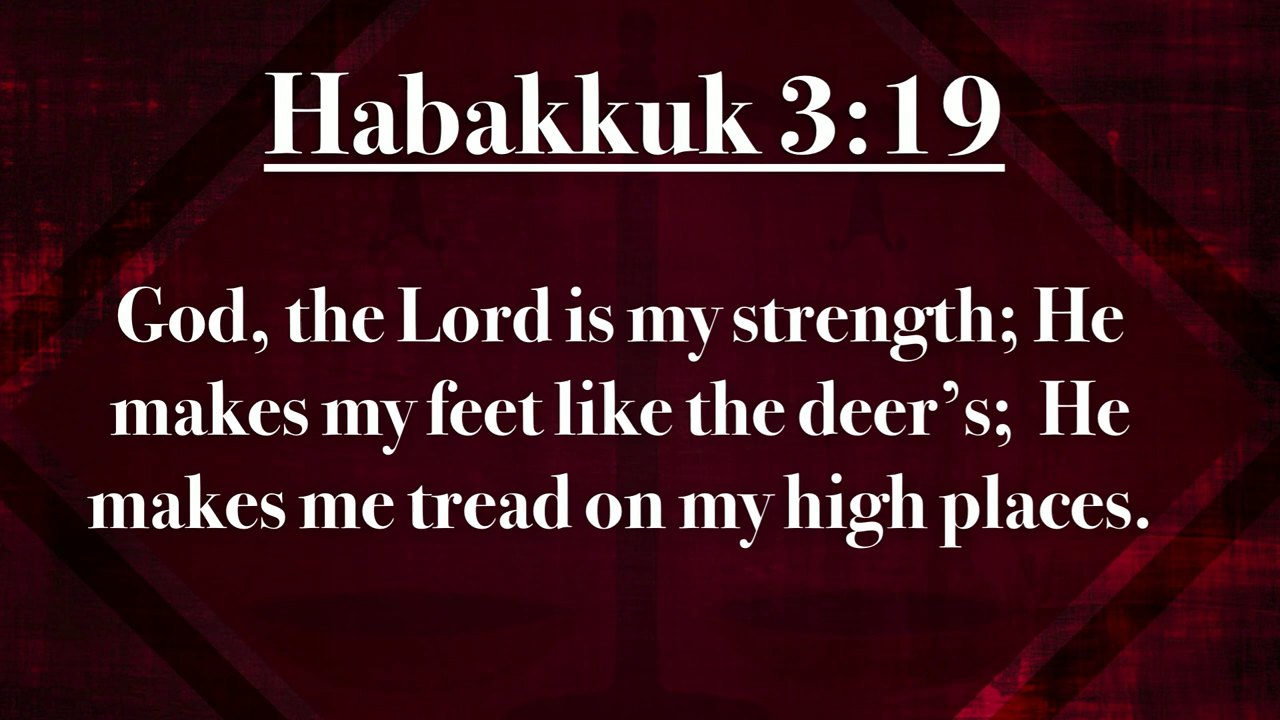 Habakkuk 3:19
God, the Lord is my strength; He
makes my feet like the deer’s;  He
makes me tread on my high places.